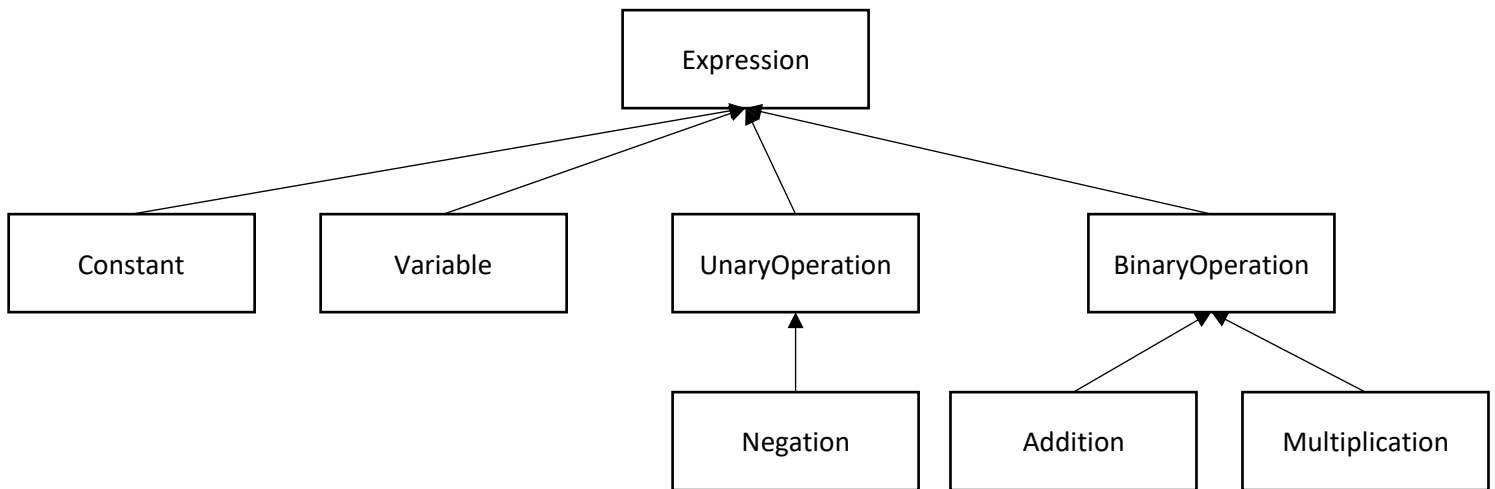 Expression
Constant
Variable
UnaryOperation
BinaryOperation
Negation
Addition
Multiplication